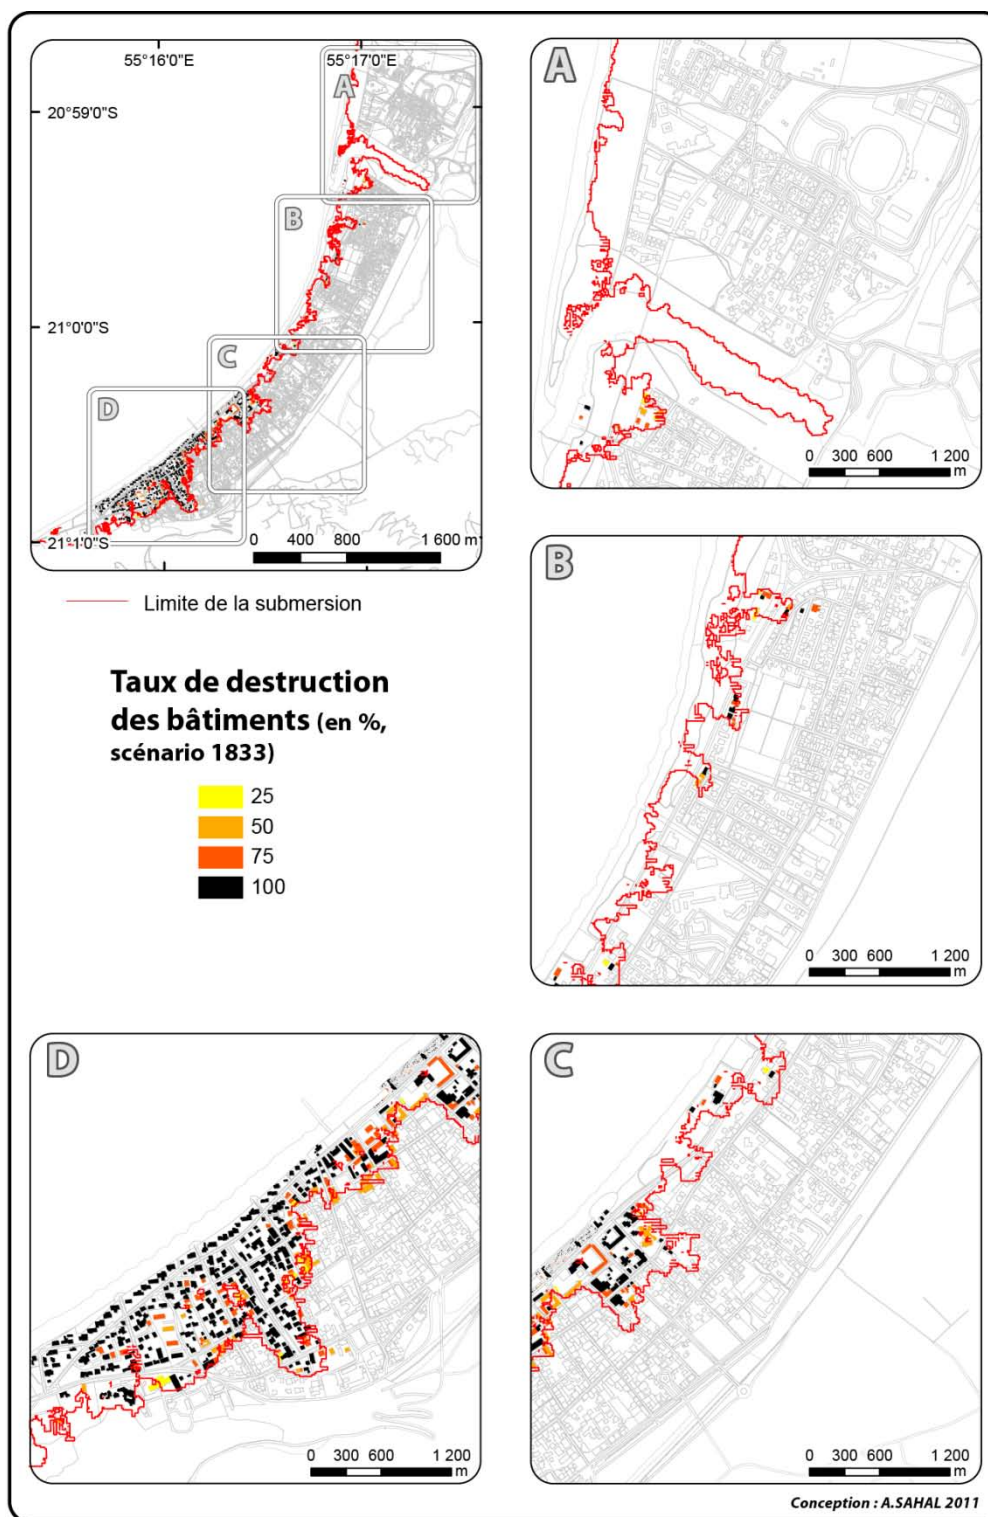 55°16'0"E 55°17'0"E
A
20°59'0"S
B
21°0'0"S
C
D
21°1'0"S
0 400 800 1 600 m
Limite de la submersion
Taux de destruction
des bâtiments (en %,
scénario 1833)
25
50
75
100
A
0 300 600 1 200
m
B
0 300 600 1 200
m
D
0 300 600 1 200
m
C
0 300 600 1 200
m
Conception : A.SAHAL 2011